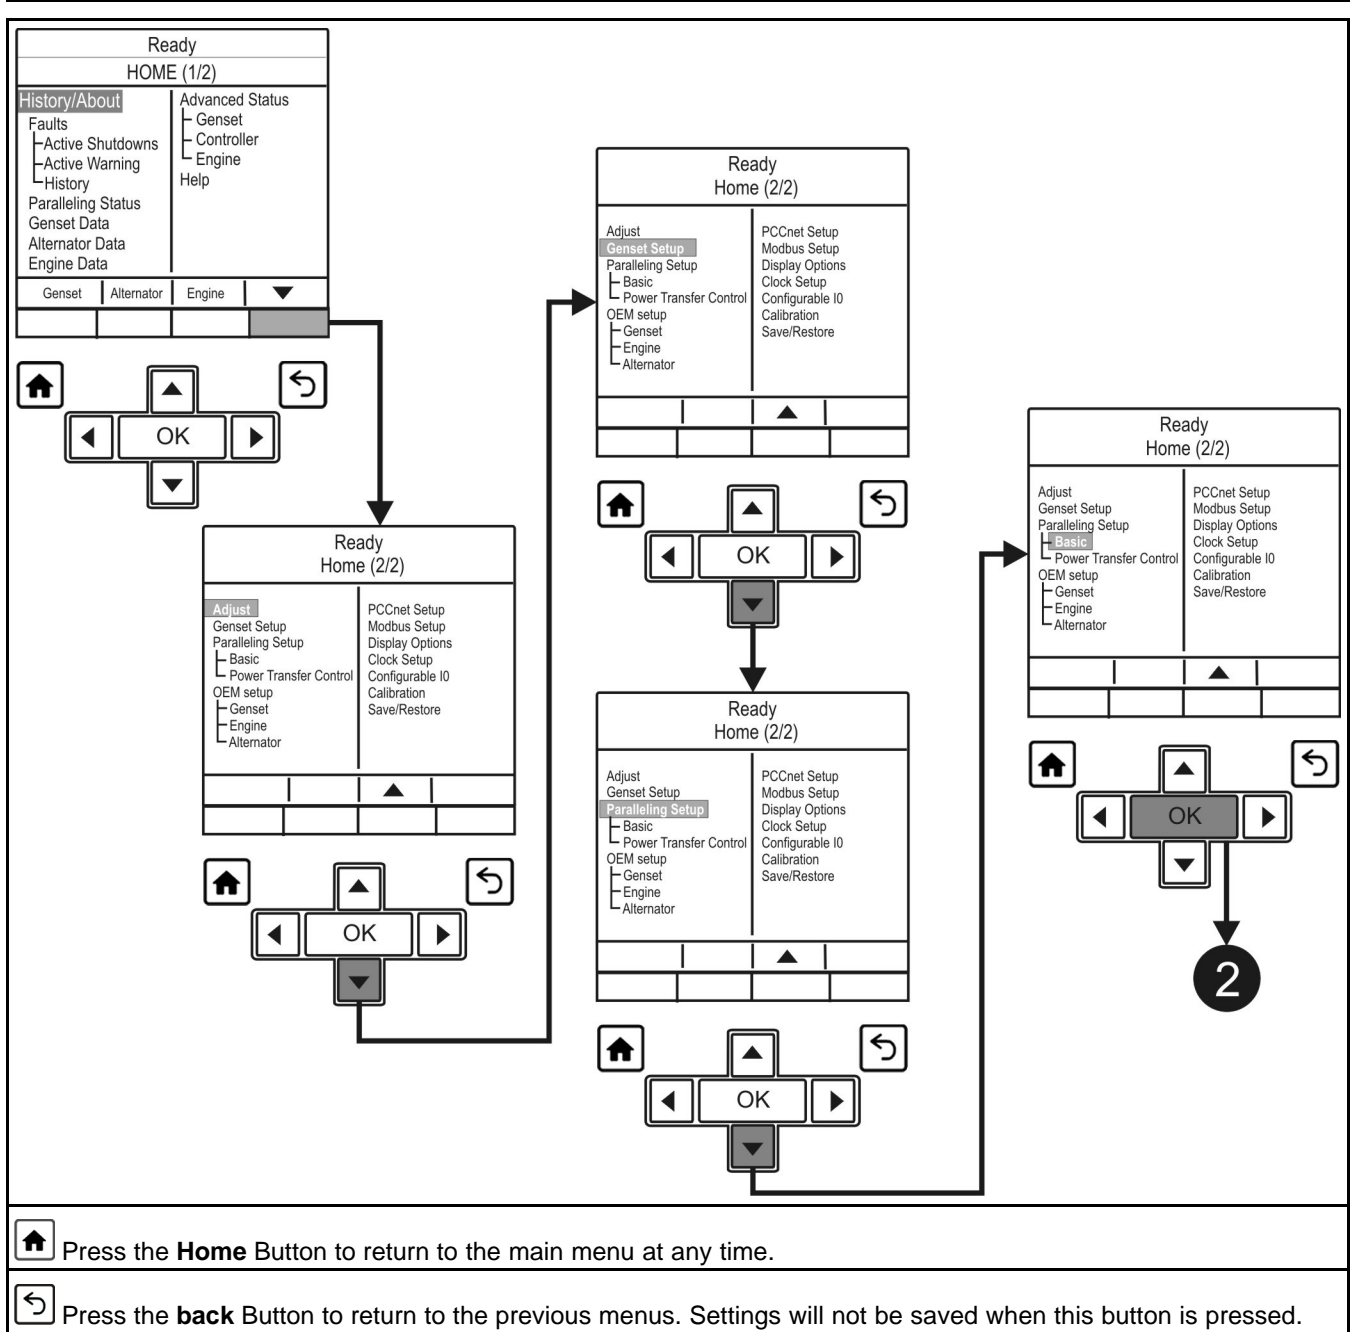 Ready
HOME (1/2)
History/About
Faults
Active Shutdowns
Active Warning
History
Paralleling Status
Genset Data
Alternator Data
Engine Data
Advanced Status
Genset
Controller
Engine
Help
Genset Alternator Engine
OK
Ready
Home (2/2)
Adjust
Genset Setup
Paralleling Setup
Basic
Power Transfer Control
OEM setup
Genset
Engine
Alternator
PCCnet Setup
Modbus Setup
Display Options
Clock Setup
Configurable I0
Calibration
Save/Restore
OK
Ready
Home (2/2)
Adjust
Genset Setup
Paralleling Setup
Basic
Power Transfer Control
OEM setup
Genset
Engine
Alternator
PCCnet Setup
Modbus Setup
Display Options
Clock Setup
Configurable I0
Calibration
Save/Restore
OK
Ready
Home (2/2)
Adjust
Genset Setup
Paralleling Setup
Basic
Power Transfer Control
OEM setup
Genset
Engine
Alternator
PCCnet Setup
Modbus Setup
Display Options
Clock Setup
Configurable I0
Calibration
Save/Restore
OK
Ready
Home (2/2)
Adjust
Genset Setup
Paralleling Setup
Basic
Power Transfer Control
OEM setup
Genset
Engine
Alternator
PCCnet Setup
Modbus Setup
Display Options
Clock Setup
Configurable I0
Calibration
Save/Restore
OK
2
Press the Home Button to return to the main menu at any time.
Press the back Button to return to the previous menus. Settings will not be saved when this button is pressed.